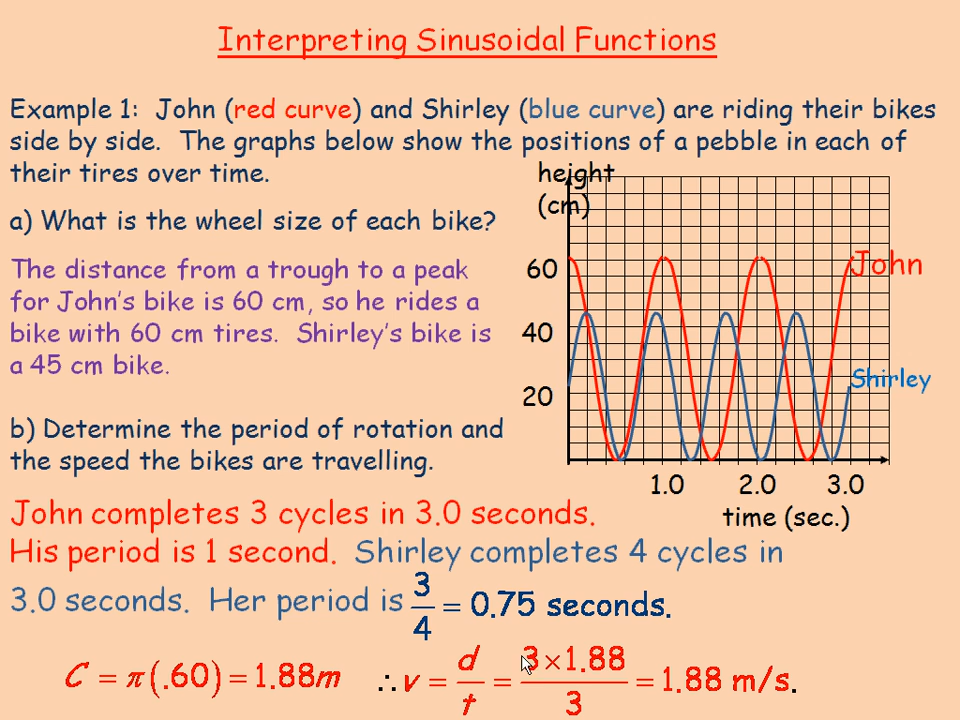 Interpreting Sinusoidal Functions
Example 1: John (red curve) and Shirley (blue curve) are riding their bikes
side by side. The graphs below show the positions of a pebble in each of
their tires over time.
height
(cm)
a) What is the wheel size of each bike?
The distance from a trough to a peak
for John's bike is 60 cm, so he rides a
bike with 60 cm tires. Shirley's bike is
a 45 cm bike.
60
40
20
John
Shirley
1.0 2.0 3.0
time (sec.)
b) Determine the period of rotation and
the speed the bikes are travelling.
John completes 3 cycles in 3.0 seconds.
His period is 1 second. Shirley completes 4 cycles in
3.0 seconds. Her period is 3/4 = 0.75 seconds.
C = π(.60) = 1.88m ∴ v = d/t = 3×1.88/3 = 1.88 m/s.